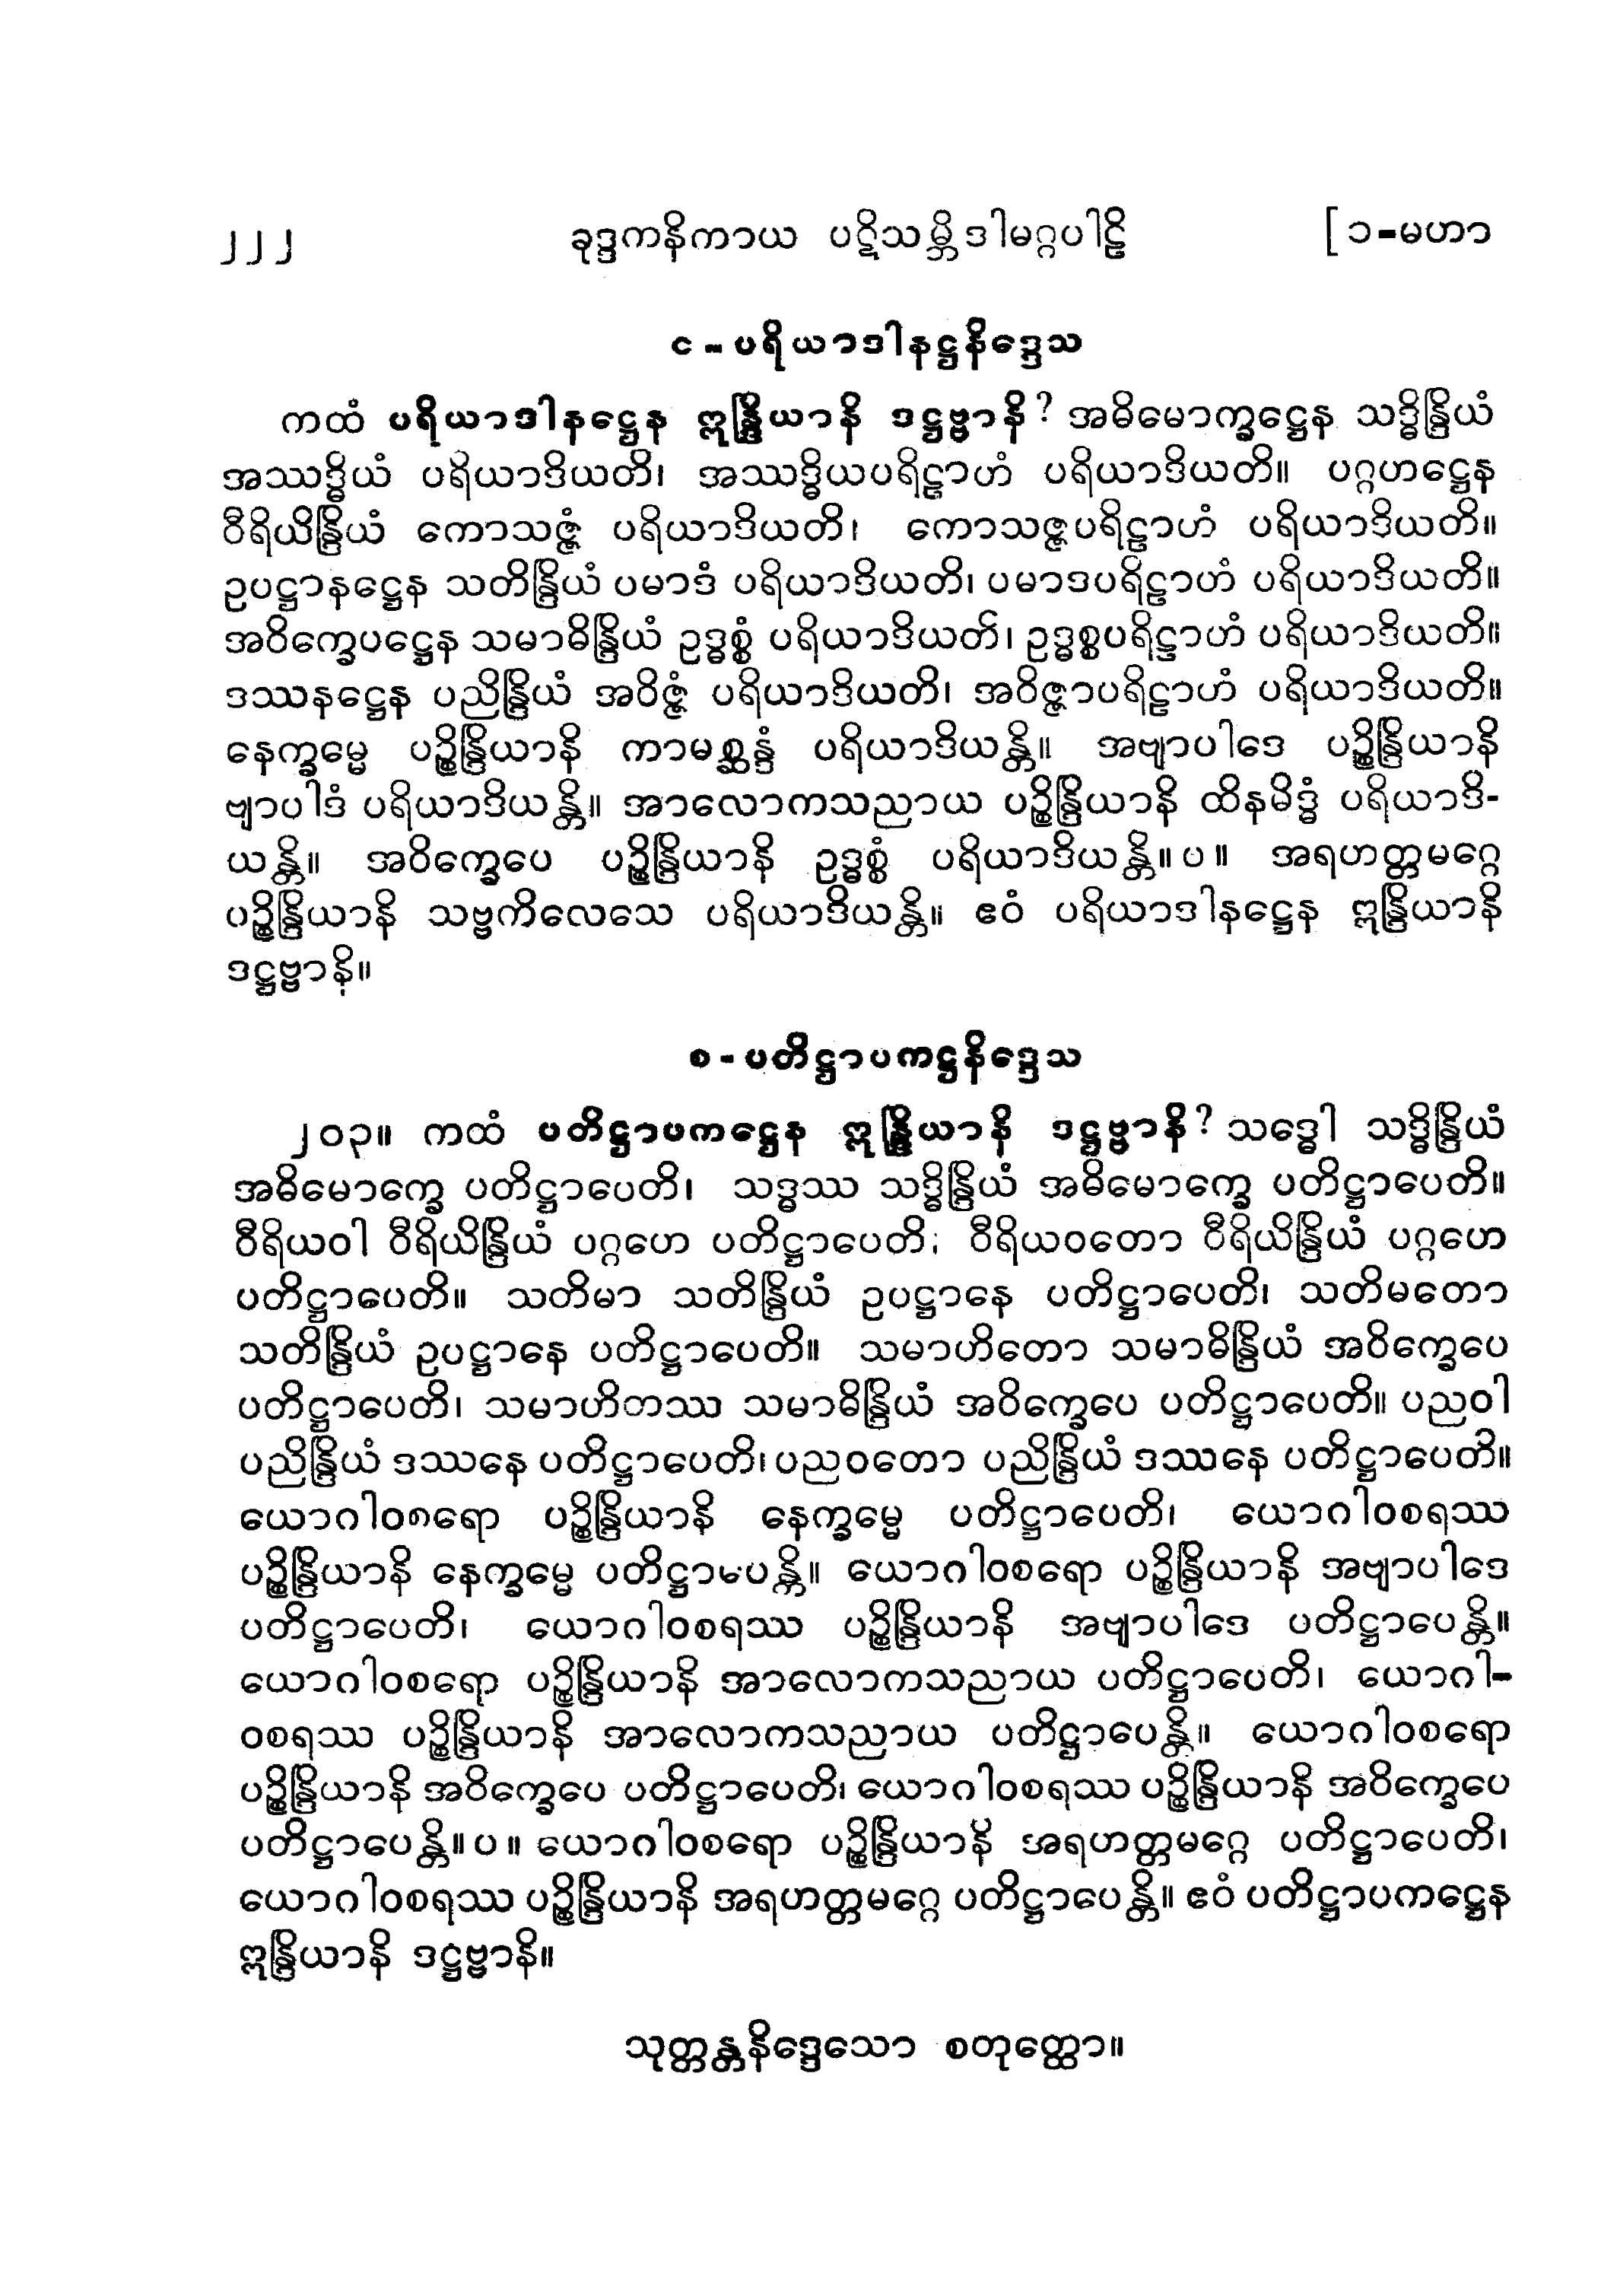 ၂၂၂ ခုဒ္ဒကနိကာယ ပဋိသမ္ဘိဒါမဂ္ဂပါဠိ [ ၁-မဟာ
င - ပရိယာဒါနဋ္ဌနိဒ္ဒေသ
ကထံ ပရိယာဒါနဋ္ဌေန ဣန္ဒြိယာနိ ဒဋ္ဌဗ္ဗာနိ? အဓိမောက္ခဋ္ဌေန သဒ္ဓိန္ဒြိယံ
အဿဒ္ဓိယံ ပရိယာဒိယတိ၊ အဿဒ္ဓိယပရိဠာဟံ ပရိယာဒိယတိ။ ပဂ္ဂဟဋ္ဌေန
ဝီရိယိန္ဒြိယံ ကောသဇ္ဇံ ပရိယာဒိယတိ၊ ကောသဇ္ဇပရိဠာဟံ ပရိယာဒိယတိ။
ဥပဋ္ဌာနဋ္ဌေန သတိန္ဒြိယံ ပမာဒံ ပရိယာဒိယတိ၊ ပမာဒပရိဠာဟံ ပရိယာဒိယတိ။
အဝိက္ခေပဋ္ဌေန သမာဓိန္ဒြိယံ ဥဒ္ဓစ္စံ ပရိယာဒိယတိ၊ ဥဒ္ဓစ္စပရိဠာဟံ ပရိယာဒိယတိ။
ဒဿနဋ္ဌေန ပညိန္ဒြိယံ အဝိဇ္ဇံ ပရိယာဒိယတိ၊ အဝိဇ္ဇာပရိဠာဟံ ပရိယာဒိယတိ။
နေက္ခမ္မေ ပဉ္စိန္ဒြိယာနိ ကာမစ္ဆန္ဒံ ပရိယာဒိယန္တိ။ အဗျာပါဒေ ပဉ္စိန္ဒြိယာနိ
ဗျာပါဒံ ပရိယာဒိယန္တိ။ အာလောကသညာယ ပဉ္စိန္ဒြိယာနိ ထိနမိဒ္ဓံ ပရိယာဒိ-
ယန္တိ။ အဝိက္ခေပေ ပဉ္စိန္ဒြိယာနိ ဥဒ္ဓစ္စံ ပရိယာဒိယန္တိ။ပ။ အရဟတ္တမဂ္ဂေ
ပဉ္စိန္ဒြိယာနိ သဗ္ဗကိလေသေ ပရိယာဒိယန္တိ။ ဧဝံ ပရိယာဒါနဋ္ဌေန ဣန္ဒြိယာနိ
ဒဋ္ဌဗ္ဗာနိ။
စ - ပတိဋ္ဌာပကဋ္ဌနိဒ္ဒေသ
၂၀၃။ ကထံ ပတိဋ္ဌာပကဋ္ဌေန ဣန္ဒြိယာနိ ဒဋ္ဌဗ္ဗာနိ? သဒ္ဓေါ သဒ္ဓိန္ဒြိယံ
အဓိမောက္ခေ ပတိဋ္ဌာပေတိ၊ သဒ္ဓဿ သဒ္ဓိန္ဒြိယံ အဓိမောက္ခေ ပတိဋ္ဌာပေတိ။
ဝီရိယဝါ ဝီရိယိန္ဒြိယံ ပဂ္ဂဟေ ပတိဋ္ဌာပေတိ၊ ဝီရိယဝတော ဝီရိယိန္ဒြိယံ ပဂ္ဂဟေ
ပတိဋ္ဌာပေတိ။ သတိမာ သတိန္ဒြိယံ ဥပဋ္ဌာနေ ပတိဋ္ဌာပေတိ၊ သတိမတော
သတိန္ဒြိယံ ဥပဋ္ဌာနေ ပတိဋ္ဌာပေတိ။ သမာဟိတော သမာဓိန္ဒြိယံ အဝိက္ခေပေ
ပတိဋ္ဌာပေတိ၊ သမာဟိတဿ သမာဓိန္ဒြိယံ အဝိက္ခေပေ ပတိဋ္ဌာပေတိ။ ပညဝါ
ပညိန္ဒြိယံ ဒဿနေ ပတိဋ္ဌာပေတိ၊ ပညဝတော ပညိန္ဒြိယံ ဒဿနေ ပတိဋ္ဌာပေတိ။
ယောဂါဝစရော ပဉ္စိန္ဒြိယာနိ နေက္ခမ္မေ ပတိဋ္ဌာပေတိ၊ ယောဂါဝစရဿ
ပဉ္စိန္ဒြိယာနိ နေက္ခမ္မေ ပတိဋ္ဌာပေန္တိ။ ယောဂါဝစရော ပဉ္စိန္ဒြိယာနိ အဗျာပါဒေ
ပတိဋ္ဌာပေတိ၊ ယောဂါဝစရဿ ပဉ္စိန္ဒြိယာနိ အဗျာပါဒေ ပတိဋ္ဌာပေန္တိ။
ယောဂါဝစရော ပဉ္စိန္ဒြိယာနိ အာလောကသညာယ ပတိဋ္ဌာပေတိ၊ ယောဂါ-
ဝစရဿ ပဉ္စိန္ဒြိယာနိ အာလောကသညာယ ပတိဋ္ဌာပေန္တိ။ ယောဂါဝစရော
ပဉ္စိန္ဒြိယာနိ အဝိက္ခေပေ ပတိဋ္ဌာပေတိ၊ ယောဂါဝစရဿ ပဉ္စိန္ဒြိယာနိ အဝိက္ခေပေ
ပတိဋ္ဌာပေန္တိ။ပ။ ယောဂါဝစရော ပဉ္စိန္ဒြိယာနိ အရဟတ္တမဂ္ဂေ ပတိဋ္ဌာပေတိ၊
ယောဂါဝစရဿ ပဉ္စိန္ဒြိယာနိ အရဟတ္တမဂ္ဂေ ပတိဋ္ဌာပေန္တိ။ ဧဝံ ပတိဋ္ဌာပကဋ္ဌေန
ဣန္ဒြိယာနိ ဒဋ္ဌဗ္ဗာနိ။
သုတ္တန္တနိဒ္ဒေသော စတုတ္ထော။